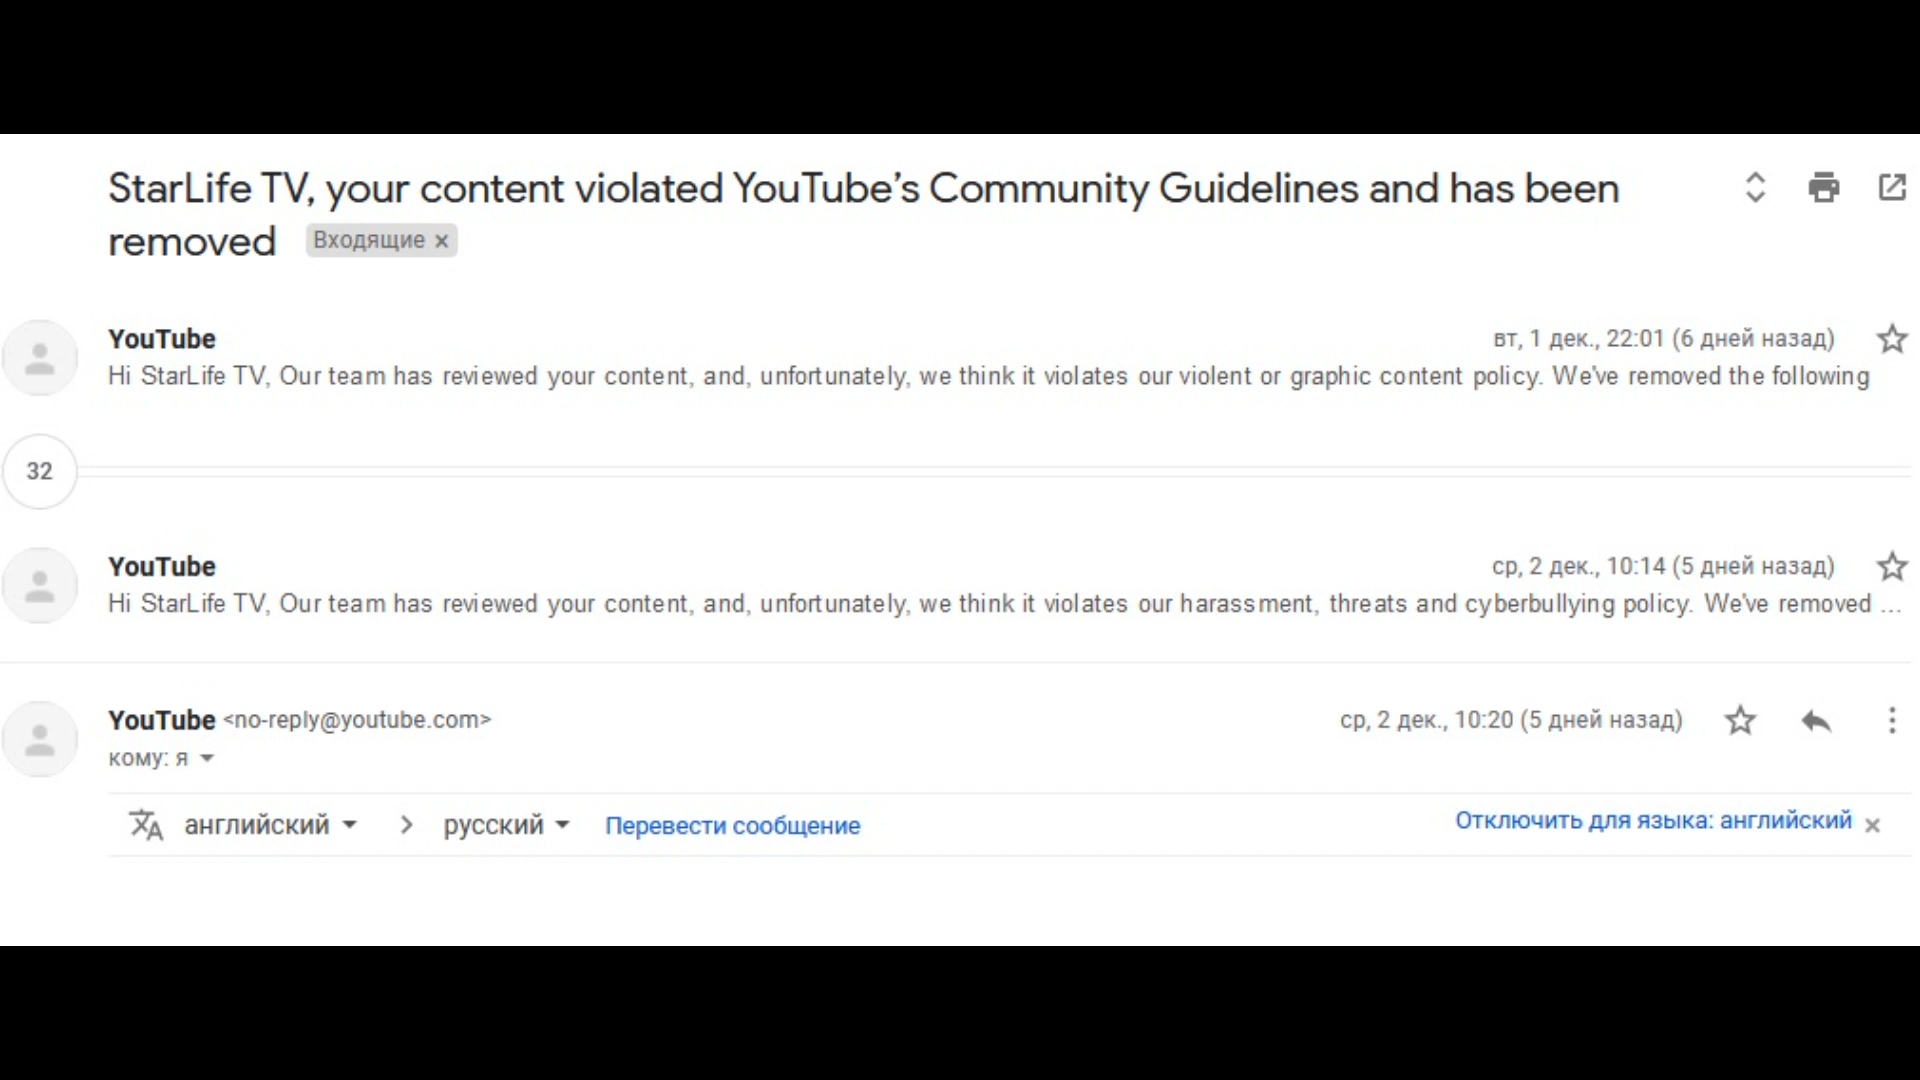 StarLife TV, your content violated YouTube’s Community Guidelines and has been
removed Входящие ×
YouTube вт, 1 дек., 22:01 (6 дней назад)
Hi StarLife TV, Our team has reviewed your content, and, unfortunately, we think it violates our violent or graphic content policy. We've removed the following
32
YouTube ср, 2 дек., 10:14 (5 дней назад)
Hi StarLife TV, Our team has reviewed your content, and, unfortunately, we think it violates our harassment, threats and cyberbullying policy. We've removed ...
YouTube <no-reply@youtube.com> ср, 2 дек., 10:20 (5 дней назад)
кому: я
английский > русский Перевести сообщение Отключить для языка: английский ×